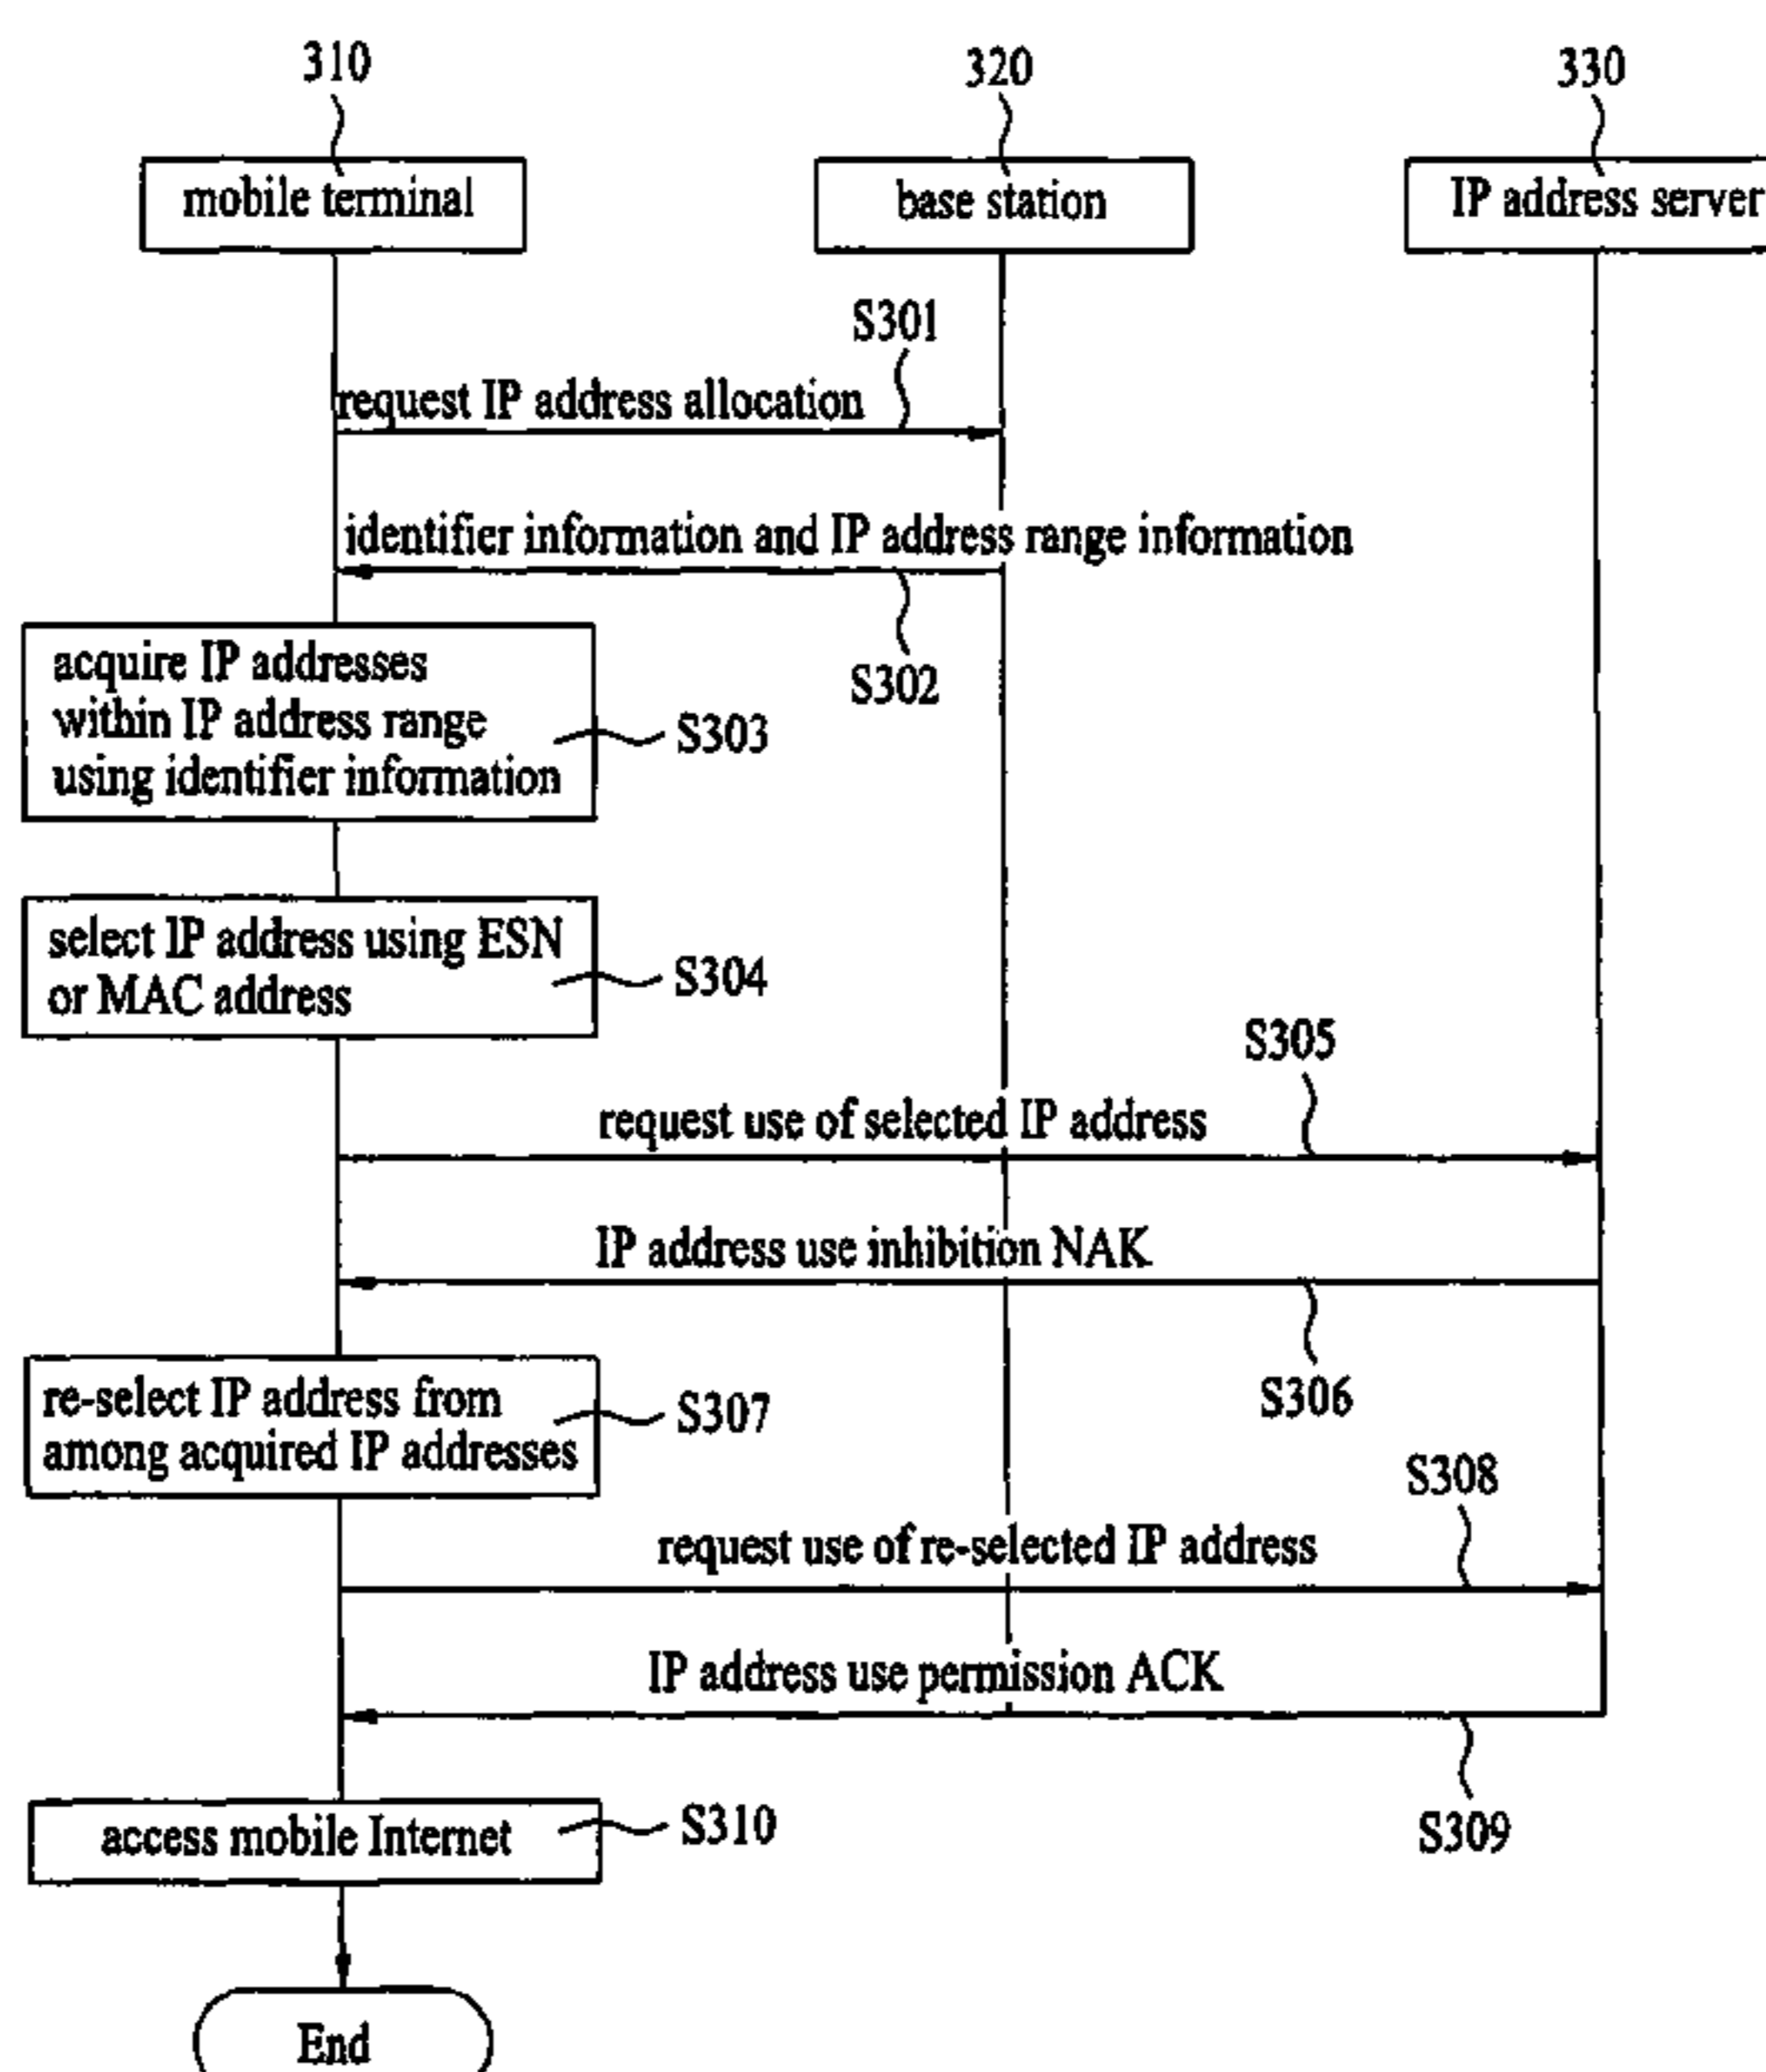 310
320
330
mobile terminal
base station
IP address server
S301
request IP address allocation
identifier information and IP address range information
S302
acquire IP addresses
within IP address range
using identifier information
S303
select IP address using ESN
or MAC address
S304
S305
request use of selected IP address
IP address use inhibition NAK
S306
re-select IP address from
among acquired IP addresses
S307
S308
request use of re-selected IP address
IP address use permission ACK
S309
access mobile Internet
S310
End